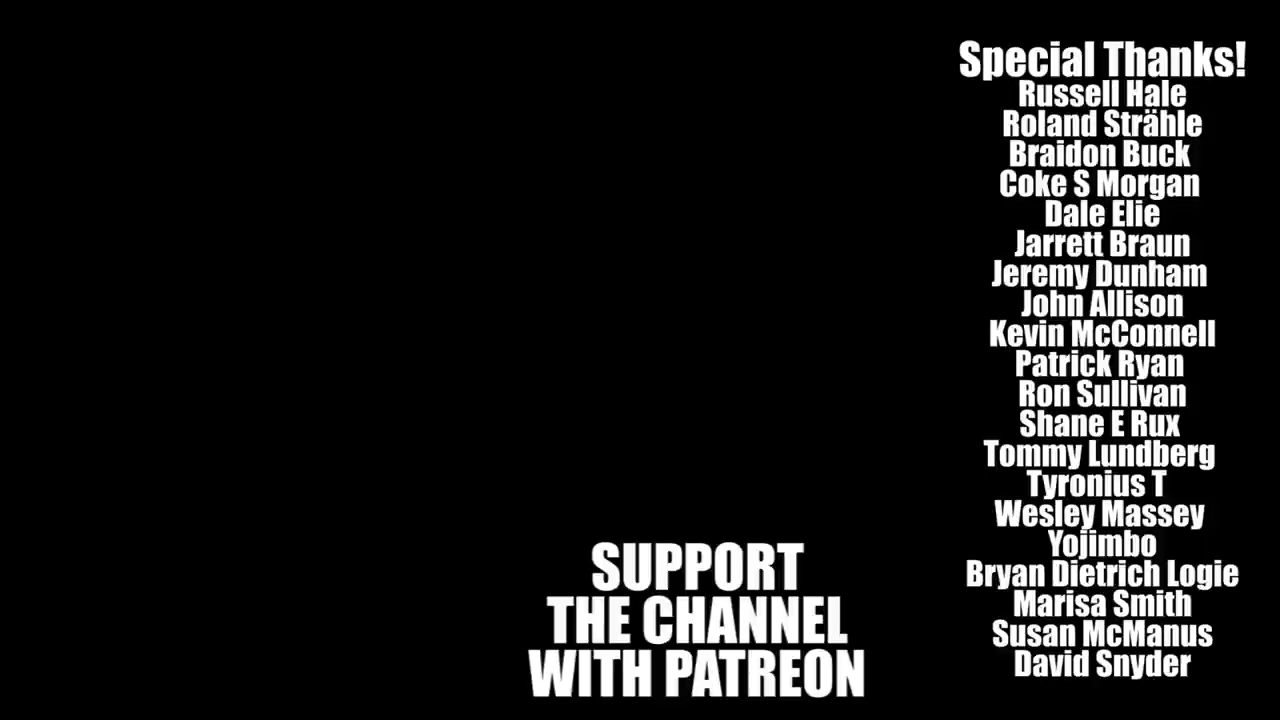 Special Thanks!
Russell Hale
Roland Strähle
Braidon Buck
Coke S Morgan
Dale Elie
Jarrett Braun
Jeremy Dunham
John Allison
Kevin McConnell
Patrick Ryan
Ron Sullivan
Shane E Rux
Tommy Lundberg
Tyronius T
Wesley Massey
Yojimbo
Bryan Dietrich Logie
Marisa Smith
Susan McManus
David Snyder
SUPPORT
THE CHANNEL
WITH PATREON